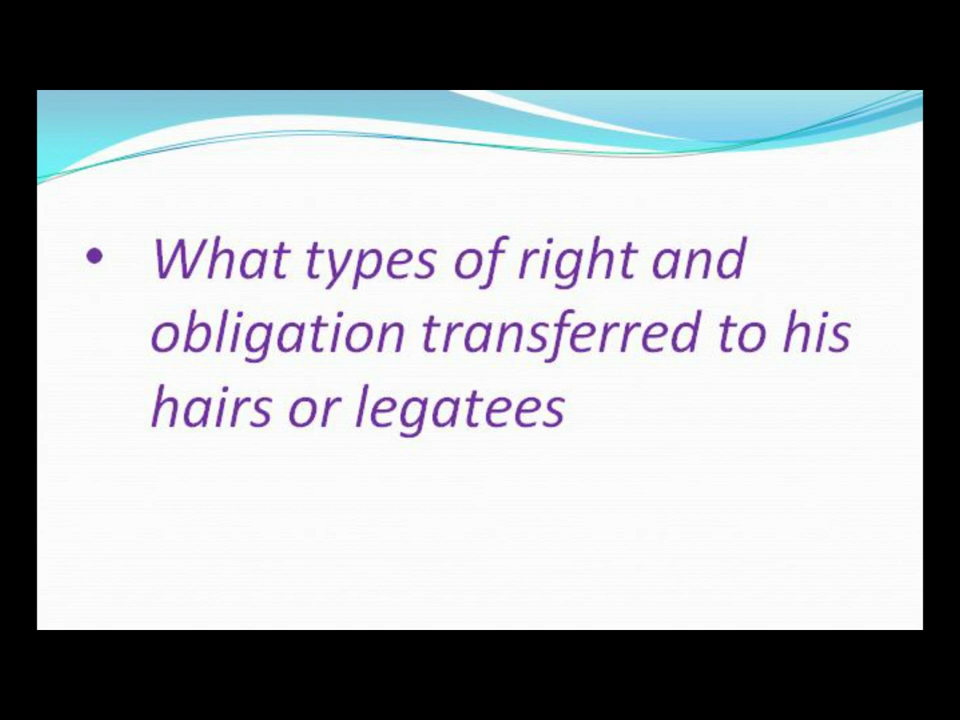 • What types of right and
obligation transferred to his
hairs or legatees